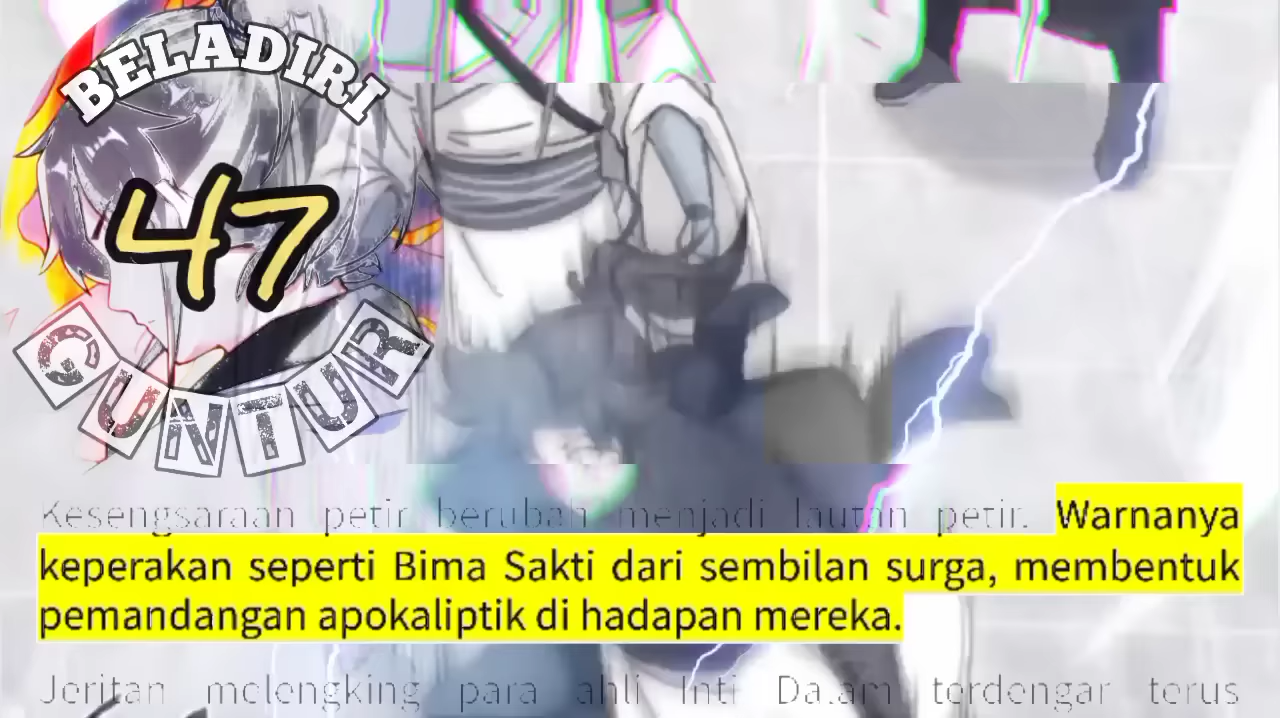 BELADIRI
47
GUNTUR
Kesengsaraan petir berubah menjadi lautan petir. Warnanya
keperakan seperti Bima Sakti dari sembilan surga, membentuk
pemandangan apokaliptik di hadapan mereka.
Jeritan melengking para ahli Inti Dalam terdengar terus